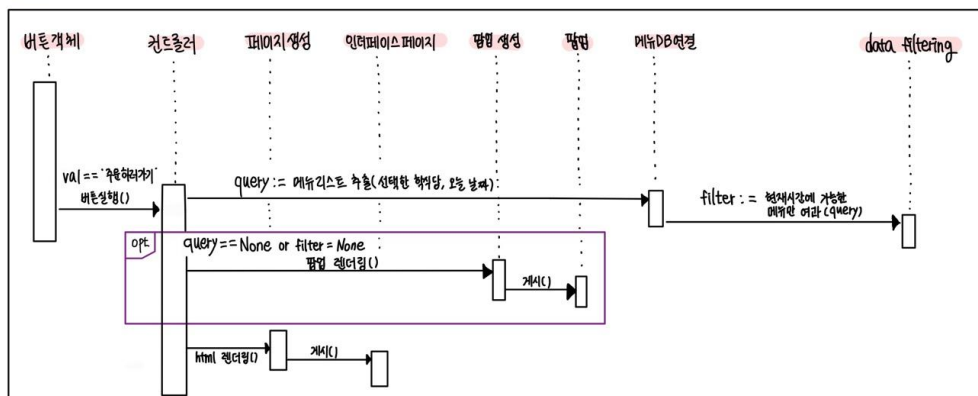 버튼객체 컨트롤러 페이지생성 인터페이스페이지 팝업 생성 팝업 메뉴DB연결 data filtering
val == '주문하러가기'
버튼실행()
query := 메뉴리스트 추출(선택한 학식당, 오늘 날짜)
filter := 현재시간에 가능한
메뉴만 여과(query)
opt
query == None or filter = None
팝업 렌더링()
게시()
html 렌더링()
게시()